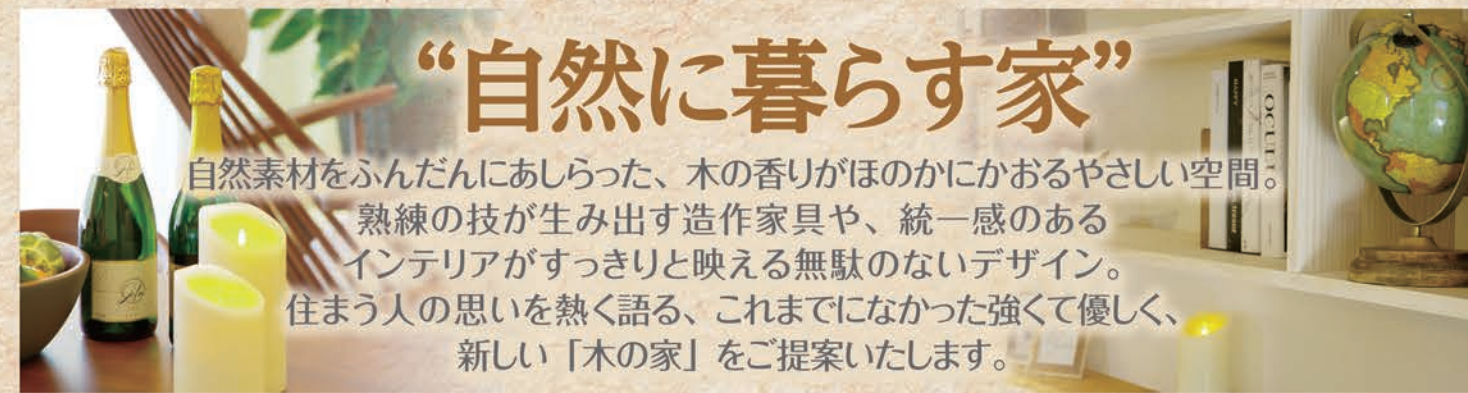 “自然に暮らす家”
自然素材をふんだんにあしらった、木の香りがほのかにかおるやさしい空間。
熟練の技が生み出す造作家具や、統一感のある
インテリアがすっきりと映える無駄のないデザイン。
住まう人の思いを熱く語る、これまでになかった強くて優しく、
新しい「木の家」をご提案いたします。